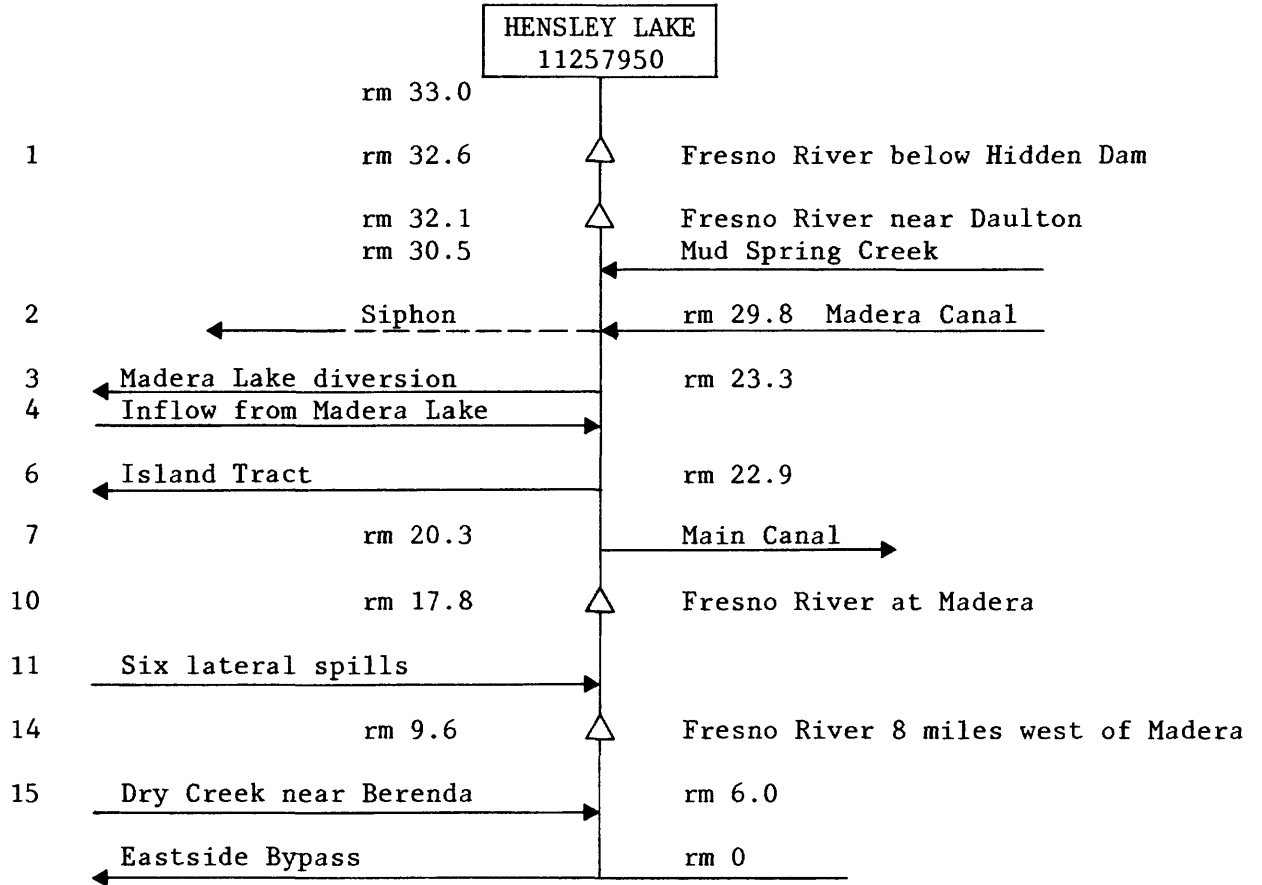 HENSLEY LAKE
11257950
rm 33.0
1 rm 32.6 Fresno River below Hidden Dam
rm 32.1 Fresno River near Daulton
rm 30.5 Mud Spring Creek
2 Siphon rm 29.8 Madera Canal
3 Madera Lake diversion rm 23.3
4 Inflow from Madera Lake
6 Island Tract rm 22.9
7 rm 20.3 Main Canal
10 rm 17.8 Fresno River at Madera
11 Six lateral spills
14 rm 9.6 Fresno River 8 miles west of Madera
15 Dry Creek near Berenda rm 6.0
Eastside Bypass rm 0